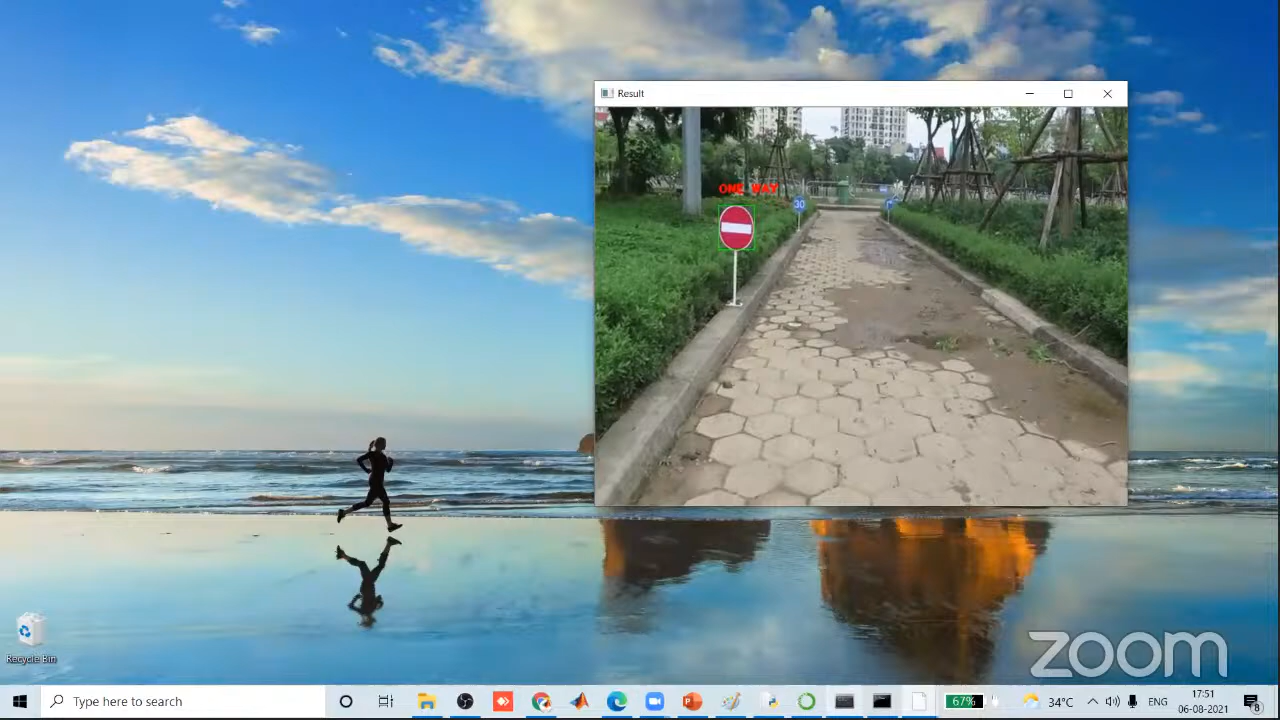 Result
ONE WAY
30
Recycle Bin
zoom
Type here to search
67%
34°C
ENG
17:51
06-08-2021
8